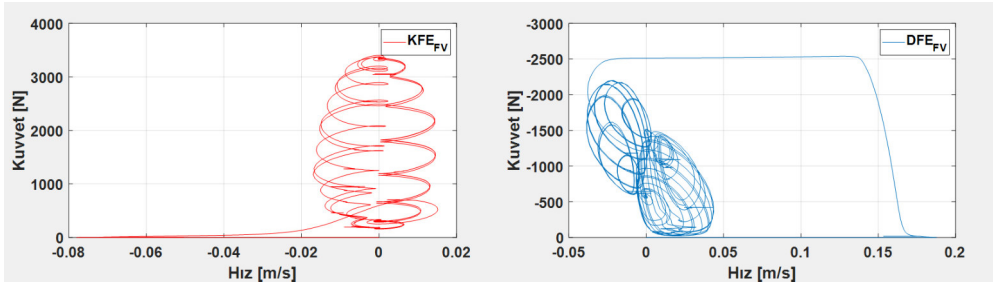 KFE_FV
4000
3000
2000
1000
0
Kuvvet [N]
-0.08 -0.06 -0.04 -0.02 0 0.02
Hız [m/s]
DFE_FV
-3000
-2500
-2000
-1500
-1000
-500
0
Kuvvet [N]
-0.05 0 0.05 0.1 0.15 0.2
Hız [m/s]